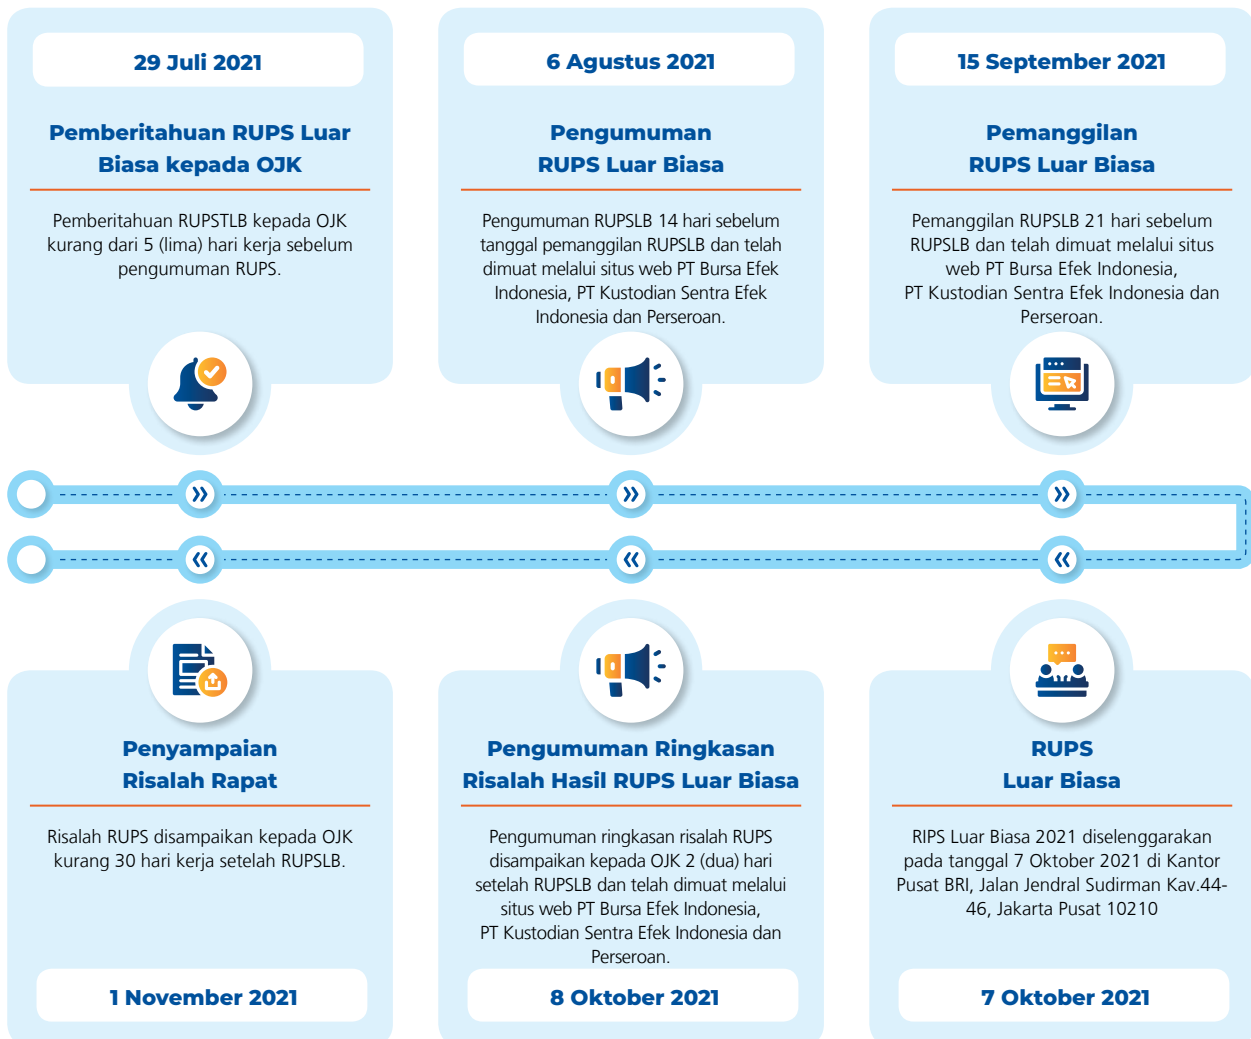 29 Juli 2021
Pemberitahuan RUPS Luar
Biasa kepada OJK
Pemberitahuan RUPSTLB kepada OJK
kurang dari 5 (lima) hari kerja sebelum
pengumuman RUPS.
6 Agustus 2021
Pengumuman
RUPS Luar Biasa
Pengumuman RUPSLB 14 hari sebelum
tanggal pemanggilan RUPSLB dan telah
dimuat melalui situs web PT Bursa Efek
Indonesia, PT Kustodian Sentra Efek
Indonesia dan Perseroan.
15 September 2021
Pemanggilan
RUPS Luar Biasa
Pemanggilan RUPSLB 21 hari sebelum
RUPSLB dan telah dimuat melalui situs
web PT Bursa Efek Indonesia,
PT Kustodian Sentra Efek Indonesia dan
Perseroan.
RUPS
Luar Biasa
RIPS Luar Biasa 2021 diselenggarakan
pada tanggal 7 Oktober 2021 di Kantor
Pusat BRI, Jalan Jendral Sudirman Kav.44-
46, Jakarta Pusat 10210
7 Oktober 2021
Pengumuman Ringkasan
Risalah Hasil RUPS Luar Biasa
Pengumuman ringkasan risalah RUPS
disampaikan kepada OJK 2 (dua) hari
setelah RUPSLB dan telah dimuat melalui
situs web PT Bursa Efek Indonesia,
PT Kustodian Sentra Efek Indonesia dan
Perseroan.
8 Oktober 2021
Penyampaian
Risalah Rapat
Risalah RUPS disampaikan kepada OJK
kurang 30 hari kerja setelah RUPSLB.
1 November 2021